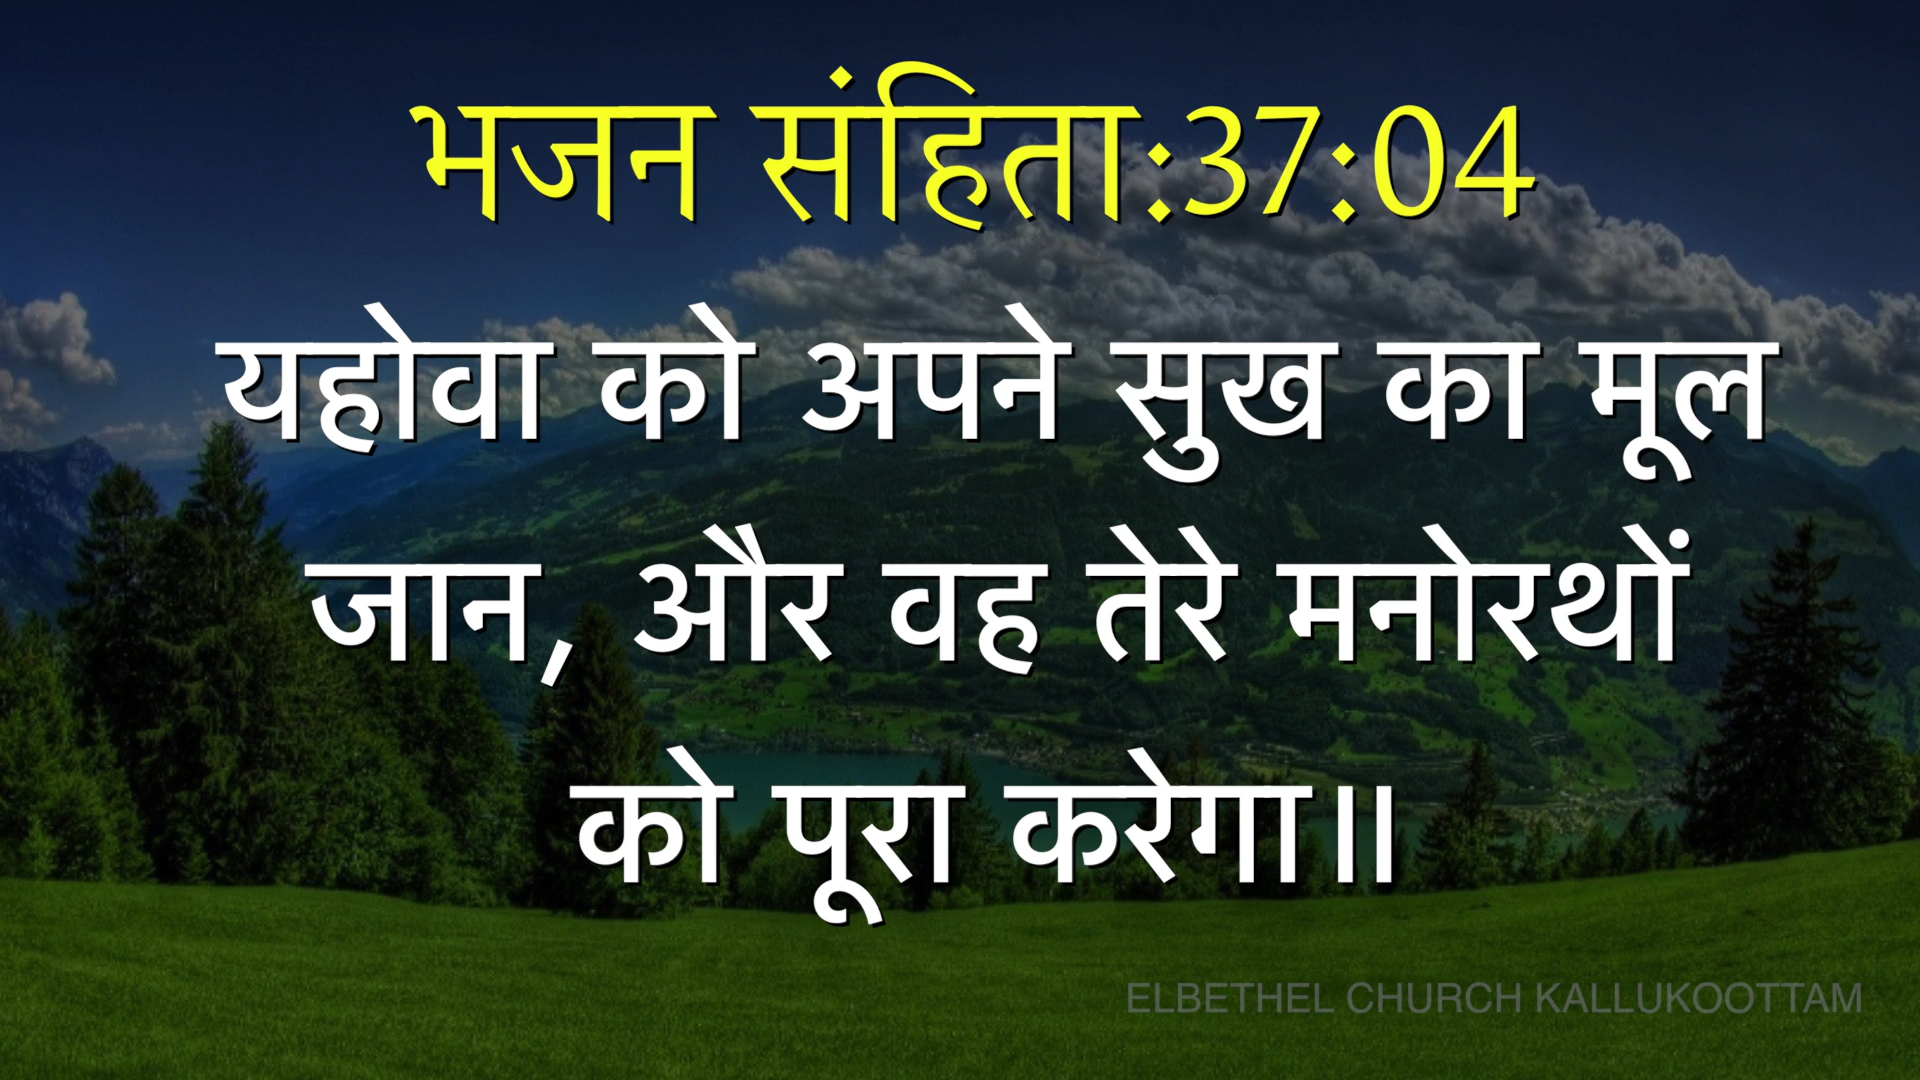 भजन संहिता:37:04
यहोवा को अपने सुख का मूल
जान, और वह तेरे मनोरथों
को पूरा करेगा॥
ELBETHEL CHURCH KALLUKOOTTAM